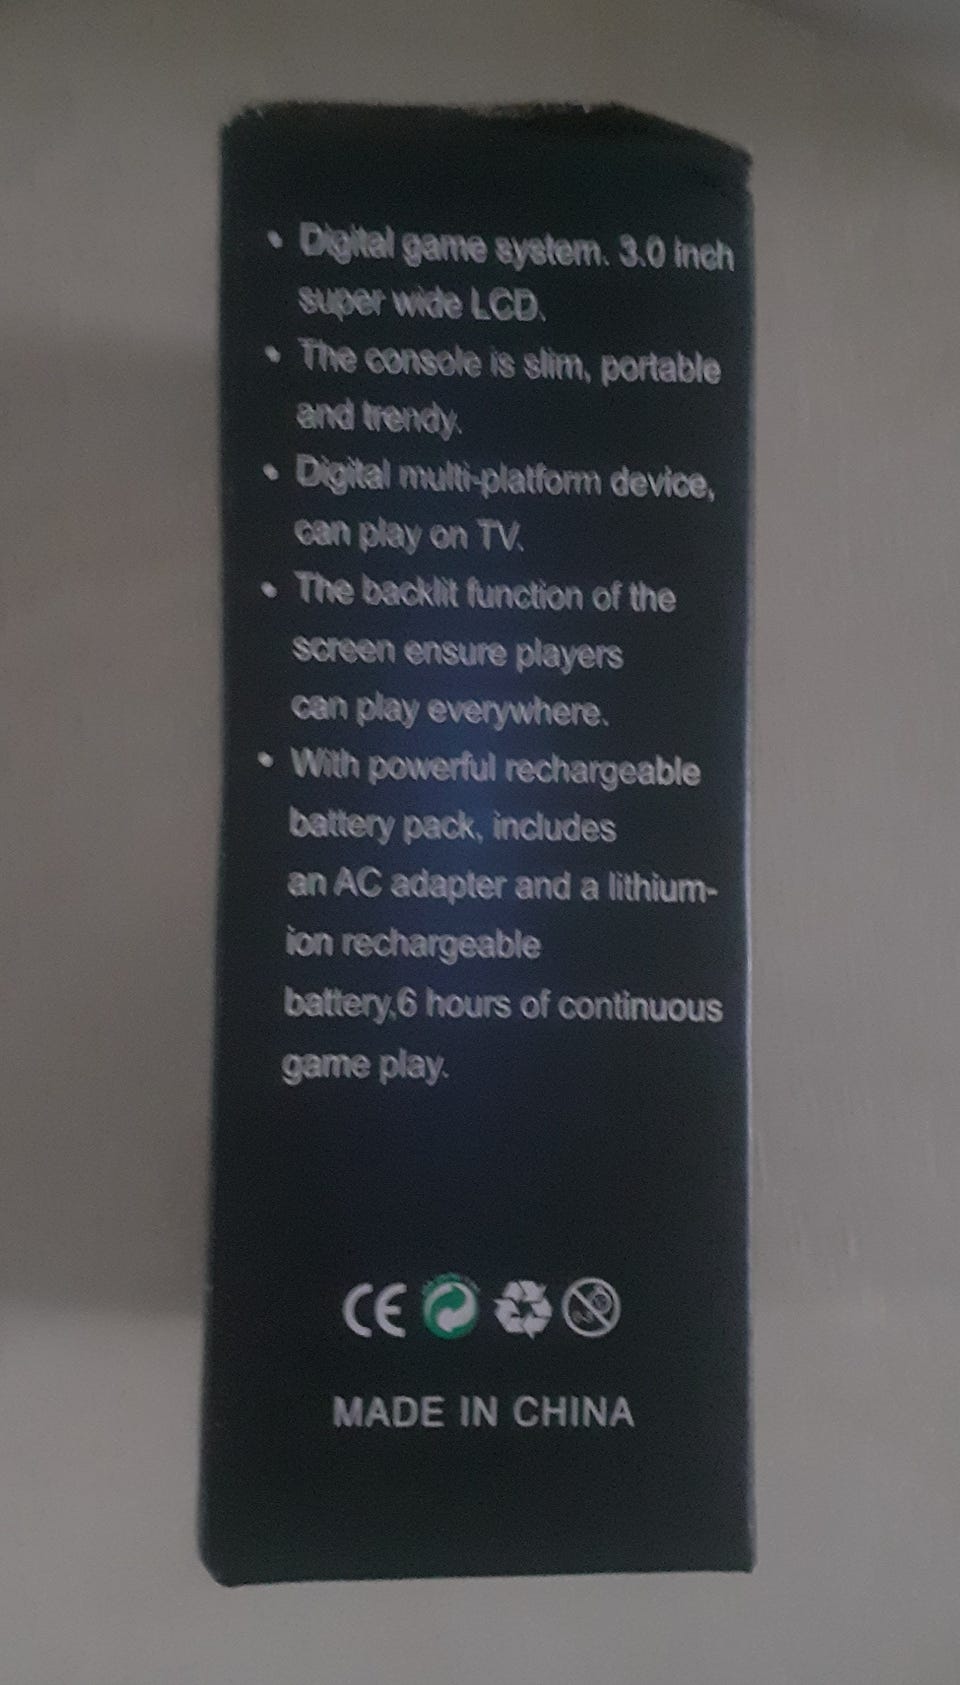 • Digital game system. 3.0 inch
super wide LCD.
• The console is slim, portable
and trendy.
• Digital multi-platform device,
can play on TV.
• The backlit function of the
screen ensure players
can play everywhere.
• With powerful rechargeable
battery pack, includes
an AC adapter and a lithium-
ion rechargeable
battery,6 hours of continuous
game play.
CE
MADE IN CHINA